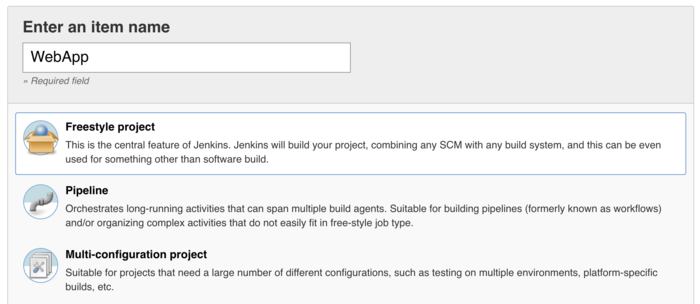 Enter an item name
WebApp
» Required field
Freestyle project
This is the central feature of Jenkins. Jenkins will build your project, combining any SCM with any build system, and this can be even
used for something other than software build.
Pipeline
Orchestrates long-running activities that can span multiple build agents. Suitable for building pipelines (formerly known as workflows)
and/or organizing complex activities that do not easily fit in free-style job type.
Multi-configuration project
Suitable for projects that need a large number of different configurations, such as testing on multiple environments, platform-specific
builds, etc.